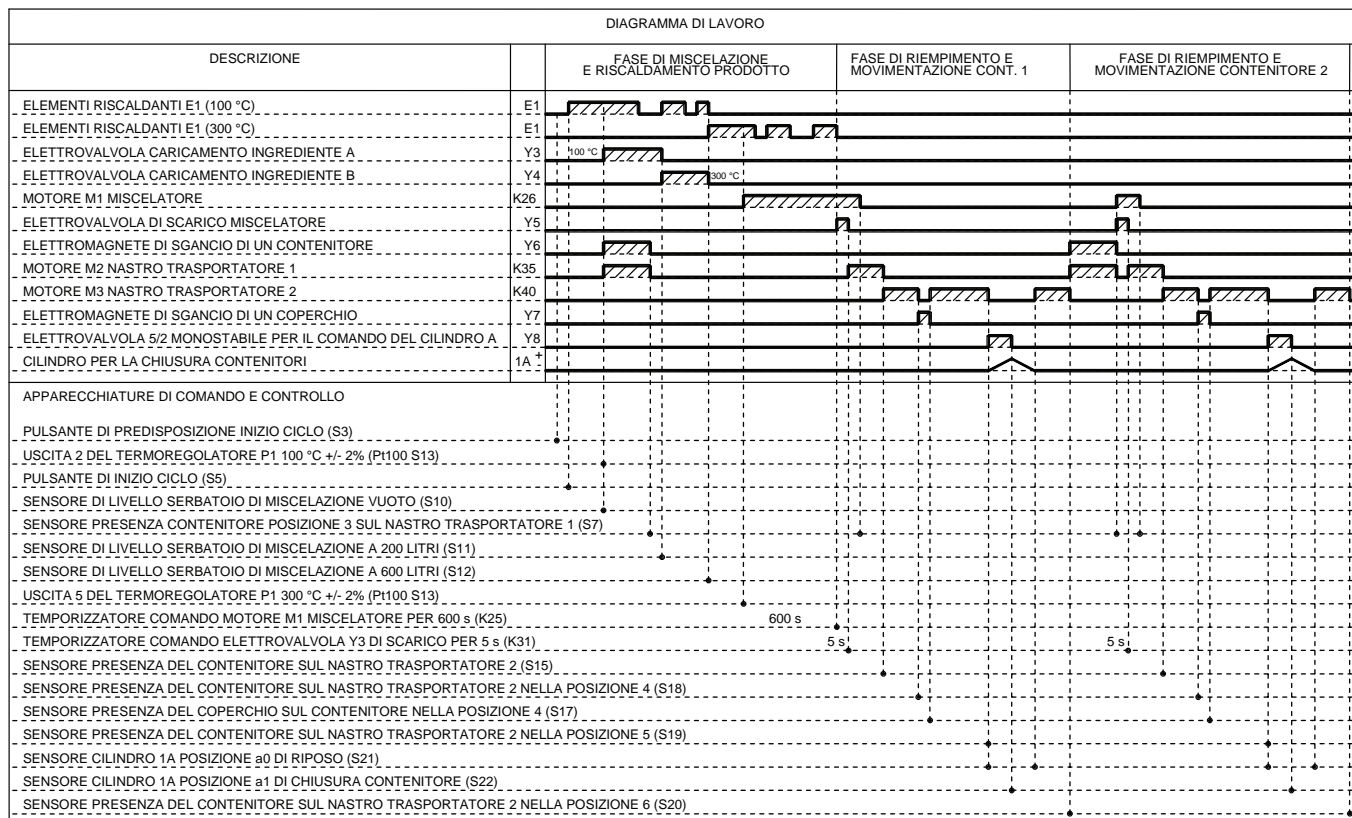 DIAGRAMMA DI LAVORO
DESCRIZIONE
FASE DI MISCELAZIONE
E RISCALDAMENTO PRODOTTO
FASE DI RIEMPIMENTO E
MOVIMENTAZIONE CONT. 1
FASE DI RIEMPIMENTO E
MOVIMENTAZIONE CONTENITORE 2
ELEMENTI RISCALDANTI E1 (100 °C) E1
ELEMENTI RISCALDANTI E1 (300 °C) E1
ELETTROVALVOLA CARICAMENTO INGREDIENTE A Y3 100 °C
ELETTROVALVOLA CARICAMENTO INGREDIENTE B Y4 300 °C
MOTORE M1 MISCELATORE K26
ELETTROVALVOLA DI SCARICO MISCELATORE Y5
ELETTROMAGNETE DI SGANCIO DI UN CONTENITORE Y6
MOTORE M2 NASTRO TRASPORTATORE 1 K35
MOTORE M3 NASTRO TRASPORTATORE 2 K40
ELETTROMAGNETE DI SGANCIO DI UN COPERCHIO Y7
ELETTROVALVOLA 5/2 MONOSTABILE PER IL COMANDO DEL CILINDRO A Y8
CILINDRO PER LA CHIUSURA CONTENITORI 1A + -
APPARECCHIATURE DI COMANDO E CONTROLLO
PULSANTE DI PREDISPOSIZIONE INIZIO CICLO (S3)
USCITA 2 DEL TERMOREGOLATORE P1 100 °C +/- 2% (Pt100 S13)
PULSANTE DI INIZIO CICLO (S5)
SENSORE DI LIVELLO SERBATOIO DI MISCELAZIONE VUOTO (S10)
SENSORE PRESENZA CONTENITORE POSIZIONE 3 SUL NASTRO TRASPORTATORE 1 (S7)
SENSORE DI LIVELLO SERBATOIO DI MISCELAZIONE A 200 LITRI (S11)
SENSORE DI LIVELLO SERBATOIO DI MISCELAZIONE A 600 LITRI (S12)
USCITA 5 DEL TERMOREGOLATORE P1 300 °C +/- 2% (Pt100 S13)
TEMPORIZZATORE COMANDO MOTORE M1 MISCELATORE PER 600 s (K25) 600 s
TEMPORIZZATORE COMANDO ELETTROVALVOLA Y3 DI SCARICO PER 5 s (K31) 5 s 5 s
SENSORE PRESENZA DEL CONTENITORE SUL NASTRO TRASPORTATORE 2 (S15)
SENSORE PRESENZA DEL CONTENITORE SUL NASTRO TRASPORTATORE 2 NELLA POSIZIONE 4 (S18)
SENSORE PRESENZA DEL COPERCHIO SUL CONTENITORE NELLA POSIZIONE 4 (S17)
SENSORE PRESENZA DEL CONTENITORE SUL NASTRO TRASPORTATORE 2 NELLA POSIZIONE 5 (S19)
SENSORE CILINDRO 1A POSIZIONE a0 DI RIPOSO (S21)
SENSORE CILINDRO 1A POSIZIONE a1 DI CHIUSURA CONTENITORE (S22)
SENSORE PRESENZA DEL CONTENITORE SUL NASTRO TRASPORTATORE 2 NELLA POSIZIONE 6 (S20)